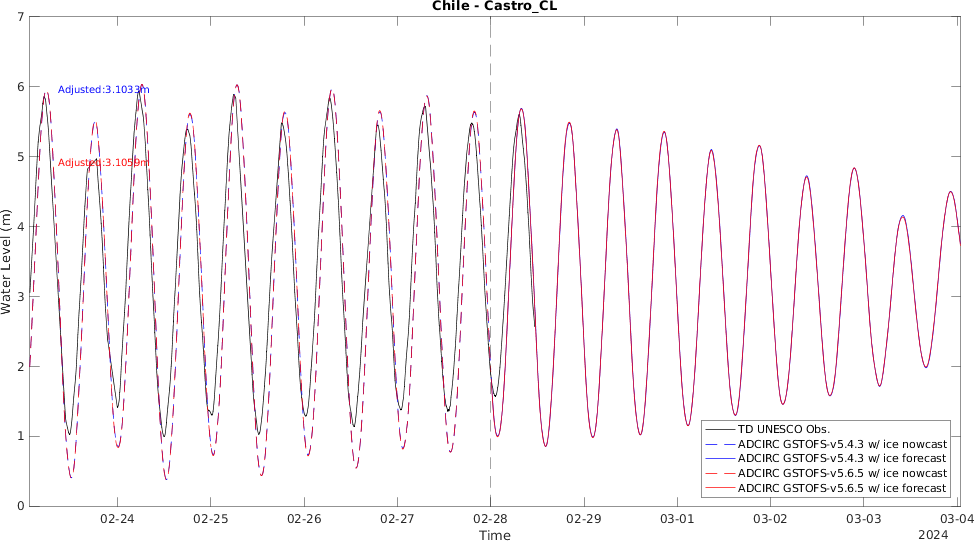 Chile - Castro_CL
7
6
5
4
3
2
1
0
Water Level (m)
Adjusted:3.1033m
Adjusted:3.1059m
TD UNESCO Obs.
ADCIRC GSTOFS-v5.4.3 w/ ice nowcast
ADCIRC GSTOFS-v5.4.3 w/ ice forecast
ADCIRC GSTOFS-v5.6.5 w/ ice nowcast
ADCIRC GSTOFS-v5.6.5 w/ ice forecast
02-24 02-25 02-26 02-27 02-28 02-29 03-01 03-02 03-03 03-04
Time
2024